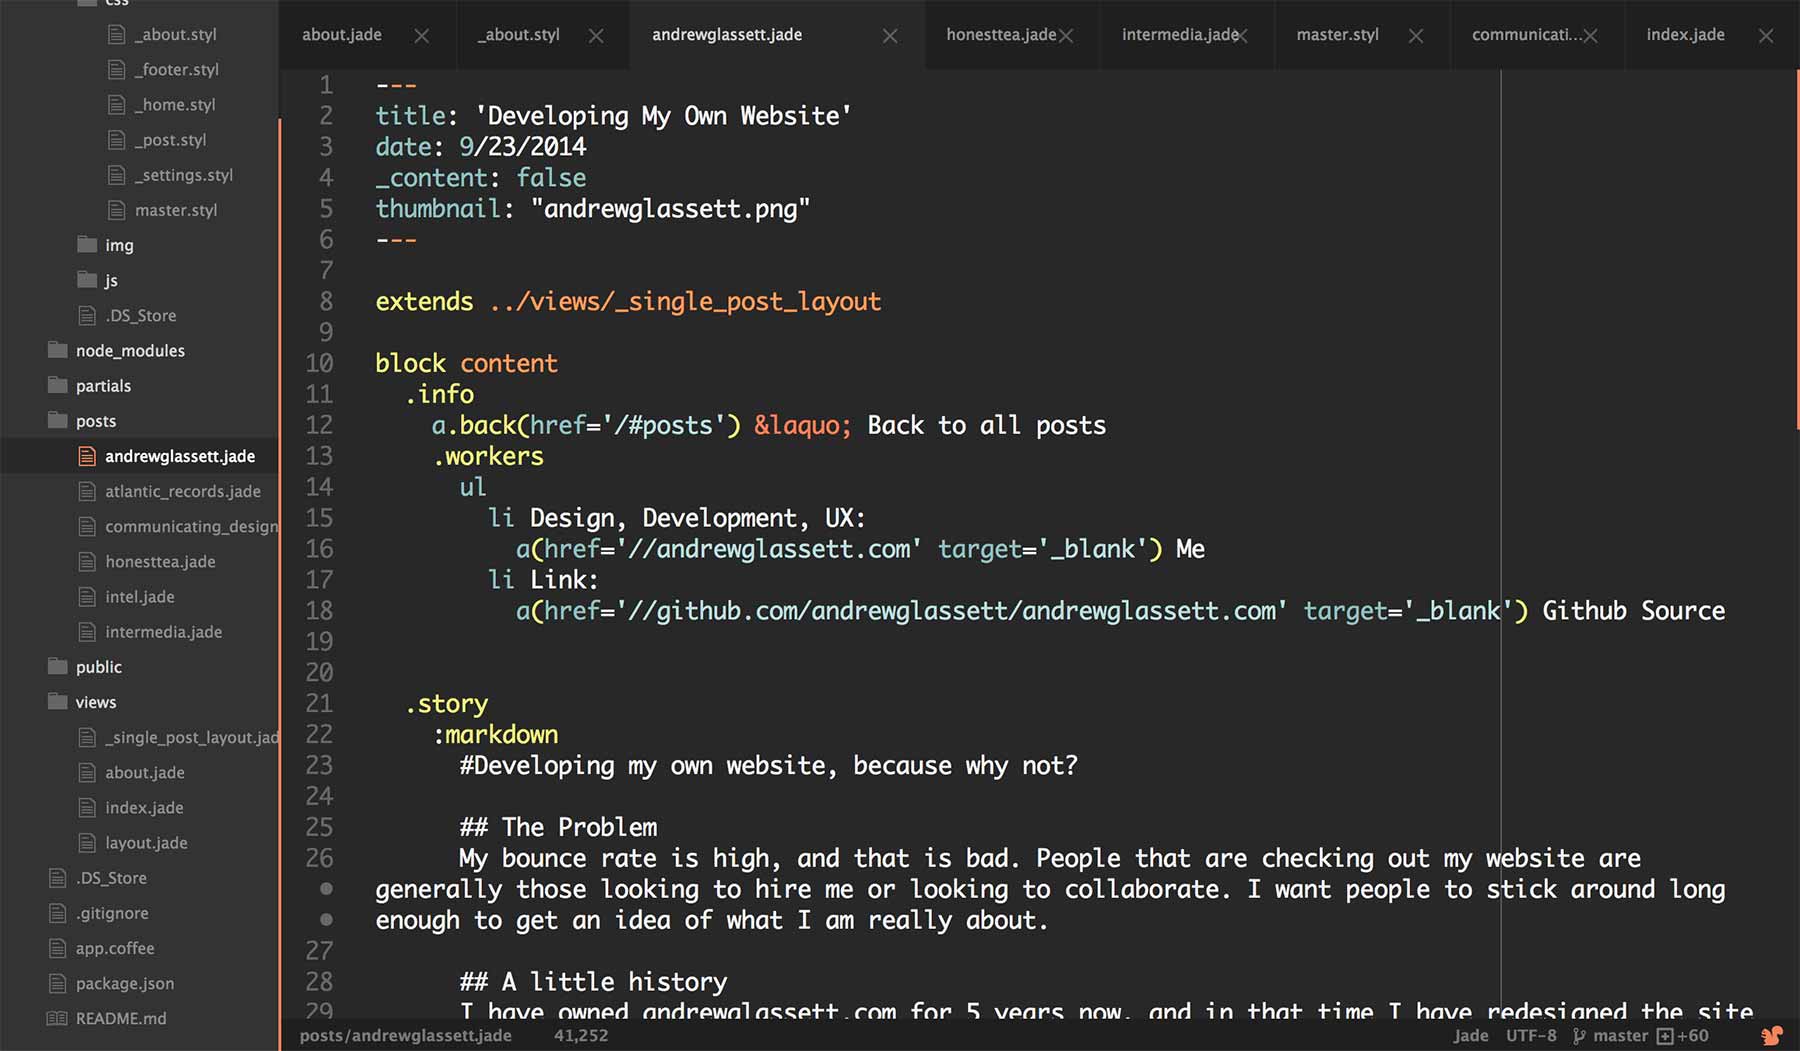 css
_about.styl
_footer.styl
_home.styl
_post.styl
_settings.styl
master.styl
img
js
.DS_Store
node_modules
partials
posts
andrewglassett.jade
atlantic_records.jade
communicating_design
honesttea.jade
intel.jade
intermedia.jade
public
views
_single_post_layout.jad
about.jade
index.jade
layout.jade
.DS_Store
.gitignore
app.coffee
package.json
README.md
about.jade _about.styl andrewglassett.jade honesttea.jade intermedia.jade master.styl communicati... index.jade
1 ---
2 title: 'Developing My Own Website'
3 date: 9/23/2014
4 _content: false
5 thumbnail: "andrewglassett.png"
6 ---
7
8 extends ../views/_single_post_layout
9
10 block content
11 .info
12 a.back(href='/#posts') &laquo; Back to all posts
13 .workers
14 ul
15 li Design, Development, UX:
16 a(href='//andrewglassett.com' target='_blank') Me
17 li Link:
18 a(href='//github.com/andrewglassett/andrewglassett.com' target='_blank') Github Source
19
20
21 .story
22 :markdown
23 #Developing my own website, because why not?
24
25 ## The Problem
26 My bounce rate is high, and that is bad. People that are checking out my website are
• generally those looking to hire me or looking to collaborate. I want people to stick around long
• enough to get an idea of what I am really about.
27
28 ## A little history
29 I have owned andrewglassett.com for 5 years now, and in that time I have redesigned the site
posts/andrewglassett.jade 41,252 Jade UTF-8 master +60